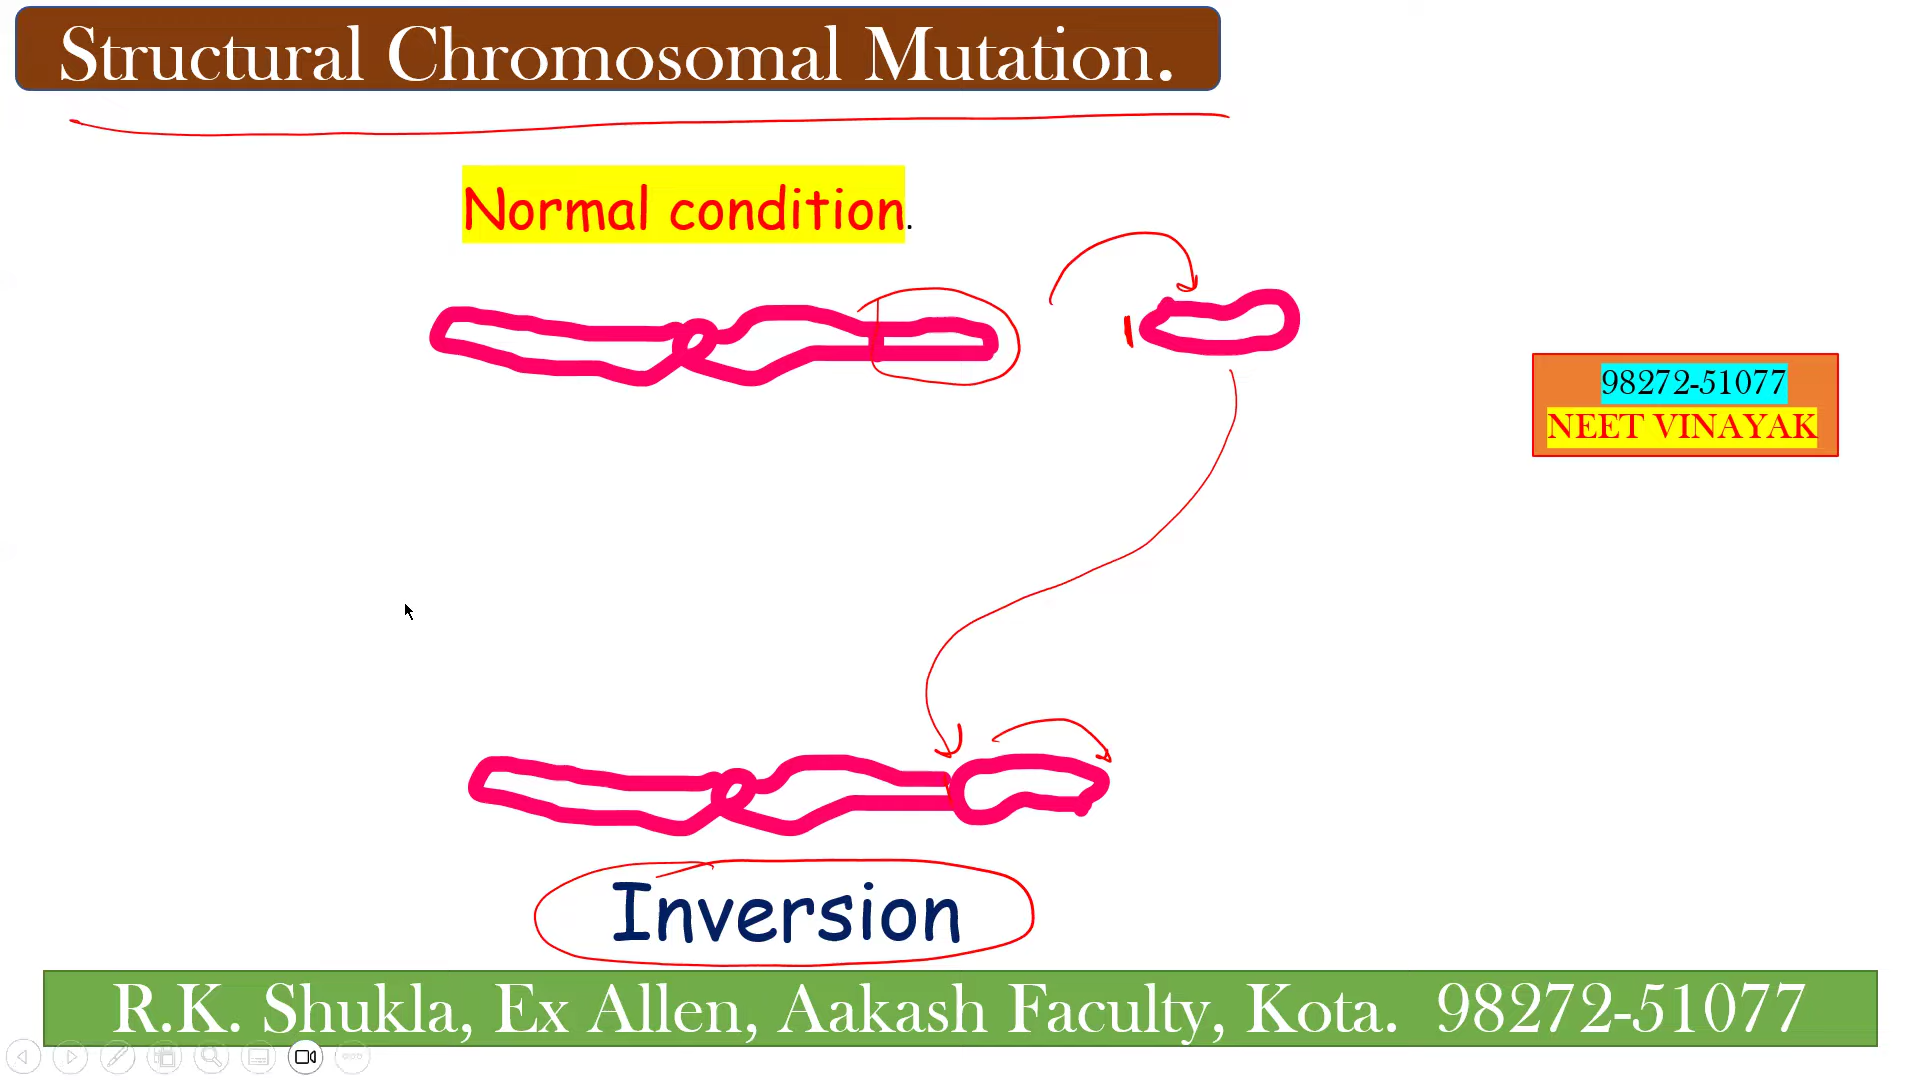 Structural Chromosomal Mutation.
Normal condition.
98272-51077
NEET VINAYAK
Inversion
R.K. Shukla, Ex Allen, Aakash Faculty, Kota. 98272-51077